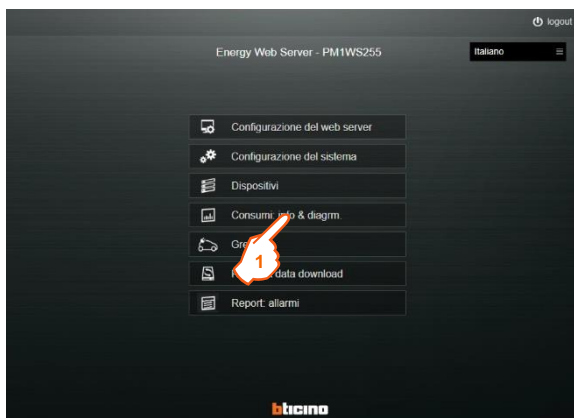 logout
Energy Web Server - PM1WS255
Italiano
Configurazione del web server
Configurazione del sistema
Dispositivi
Consumi: info & diagrm.
Gre
1
data download
Report: allarmi
bticino